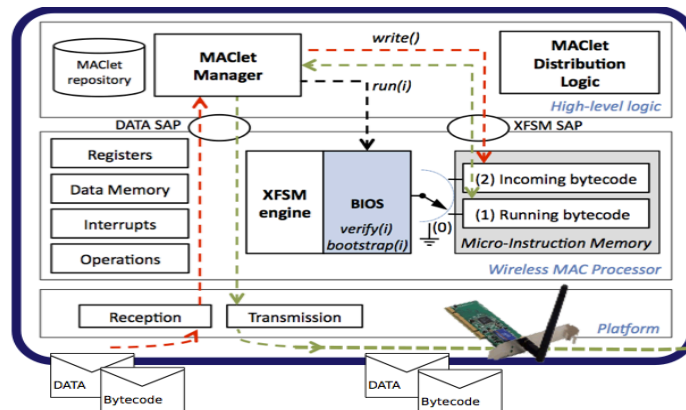 MAClet
repository
MAClet
Manager
write()
run(i)
MAClet
Distribution
Logic
High-level logic
DATA SAP
XFSM SAP
Registers
Data Memory
Interrupts
Operations
XFSM
engine
BIOS
verify(i)
bootstrap(i)
(0)
(2) Incoming bytecode
(1) Running bytecode
Micro-Instruction Memory
Wireless MAC Processor
Reception
Transmission
Platform
DATA
Bytecode
DATA
Bytecode